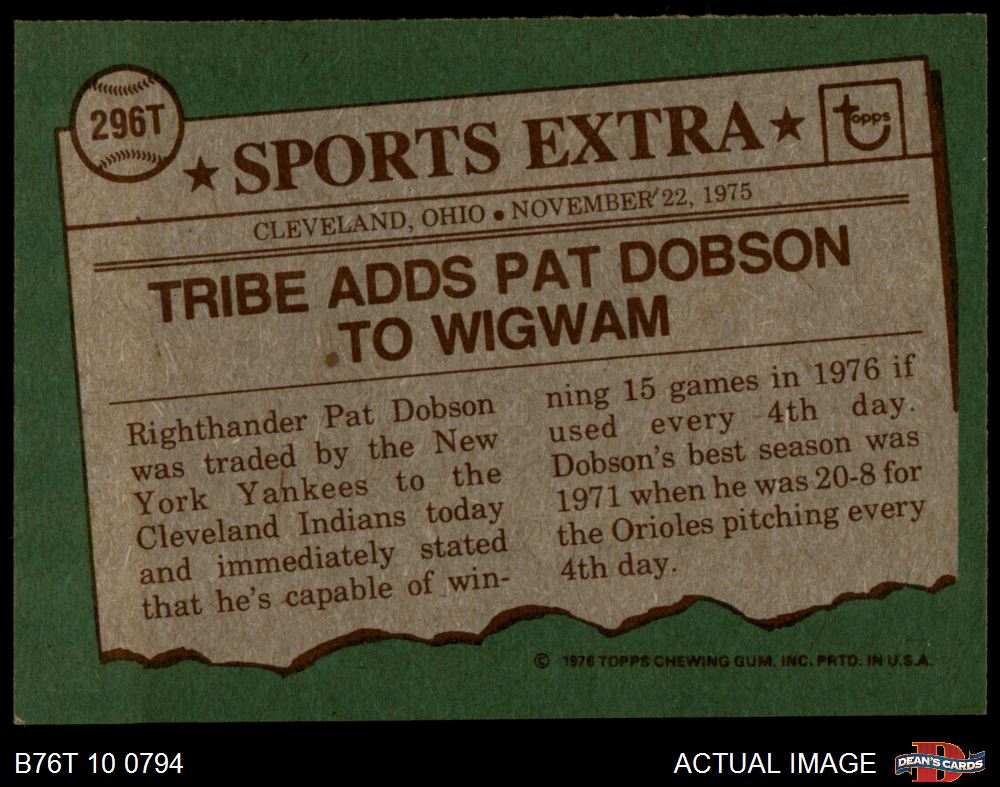 296T
★ SPORTS EXTRA ★
topps
CLEVELAND, OHIO ● NOVEMBER 22, 1975
TRIBE ADDS PAT DOBSON
TO WIGWAM
Righthander Pat Dobson
was traded by the New
York Yankees to the
Cleveland Indians today
and immediately stated
that he's capable of win-
ning 15 games in 1976 if
used every 4th day.
Dobson's best season was
1971 when he was 20-8 for
the Orioles pitching every
4th day.
© 1976 TOPPS CHEWING GUM, INC. PRTD. IN U.S.A.
B76T 10 0794
ACTUAL IMAGE
DEAN'S CARDS